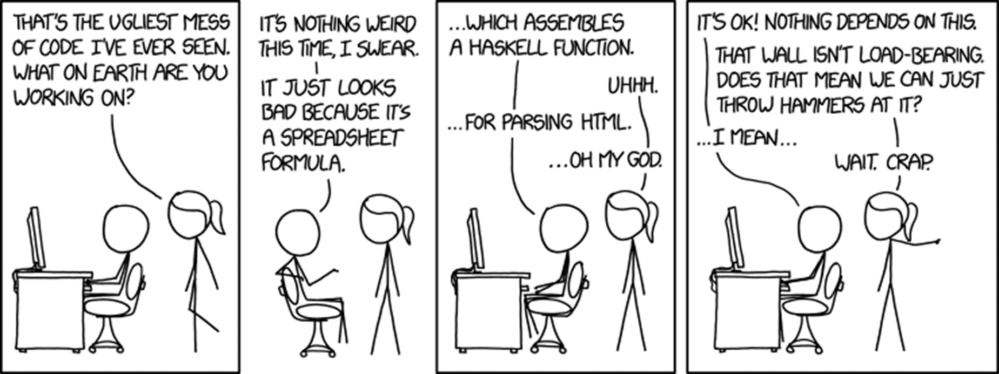 THAT'S THE UGLIEST MESS
OF CODE I'VE EVER SEEN.
WHAT ON EARTH ARE YOU
WORKING ON?
IT'S NOTHING WEIRD
THIS TIME, I SWEAR.
IT JUST LOOKS
BAD BECAUSE IT'S
A SPREADSHEET
FORMULA.
...WHICH ASSEMBLES
A HASKELL FUNCTION.
UHHH.
...FOR PARSING HTML.
...OH MY GOD.
IT'S OK! NOTHING DEPENDS ON THIS.
THAT WALL ISN'T LOAD-BEARING.
DOES THAT MEAN WE CAN JUST
THROW HAMMERS AT IT?
...I MEAN...
WAIT. CRAP.